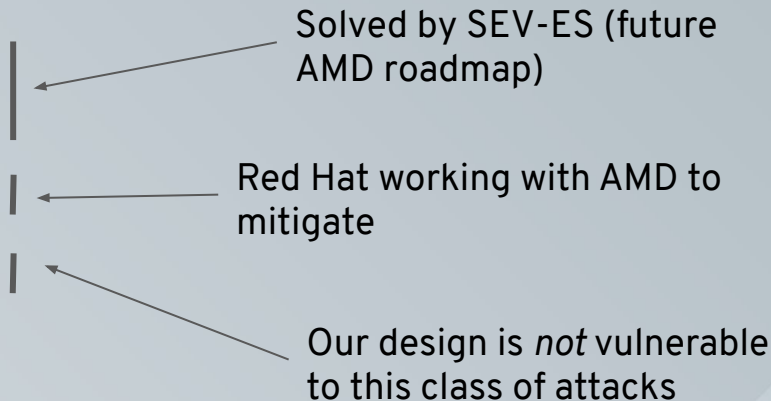 Solved by SEV-ES (future
AMD roadmap)
Red Hat working with AMD to
mitigate
Our design is not vulnerable
to this class of attacks